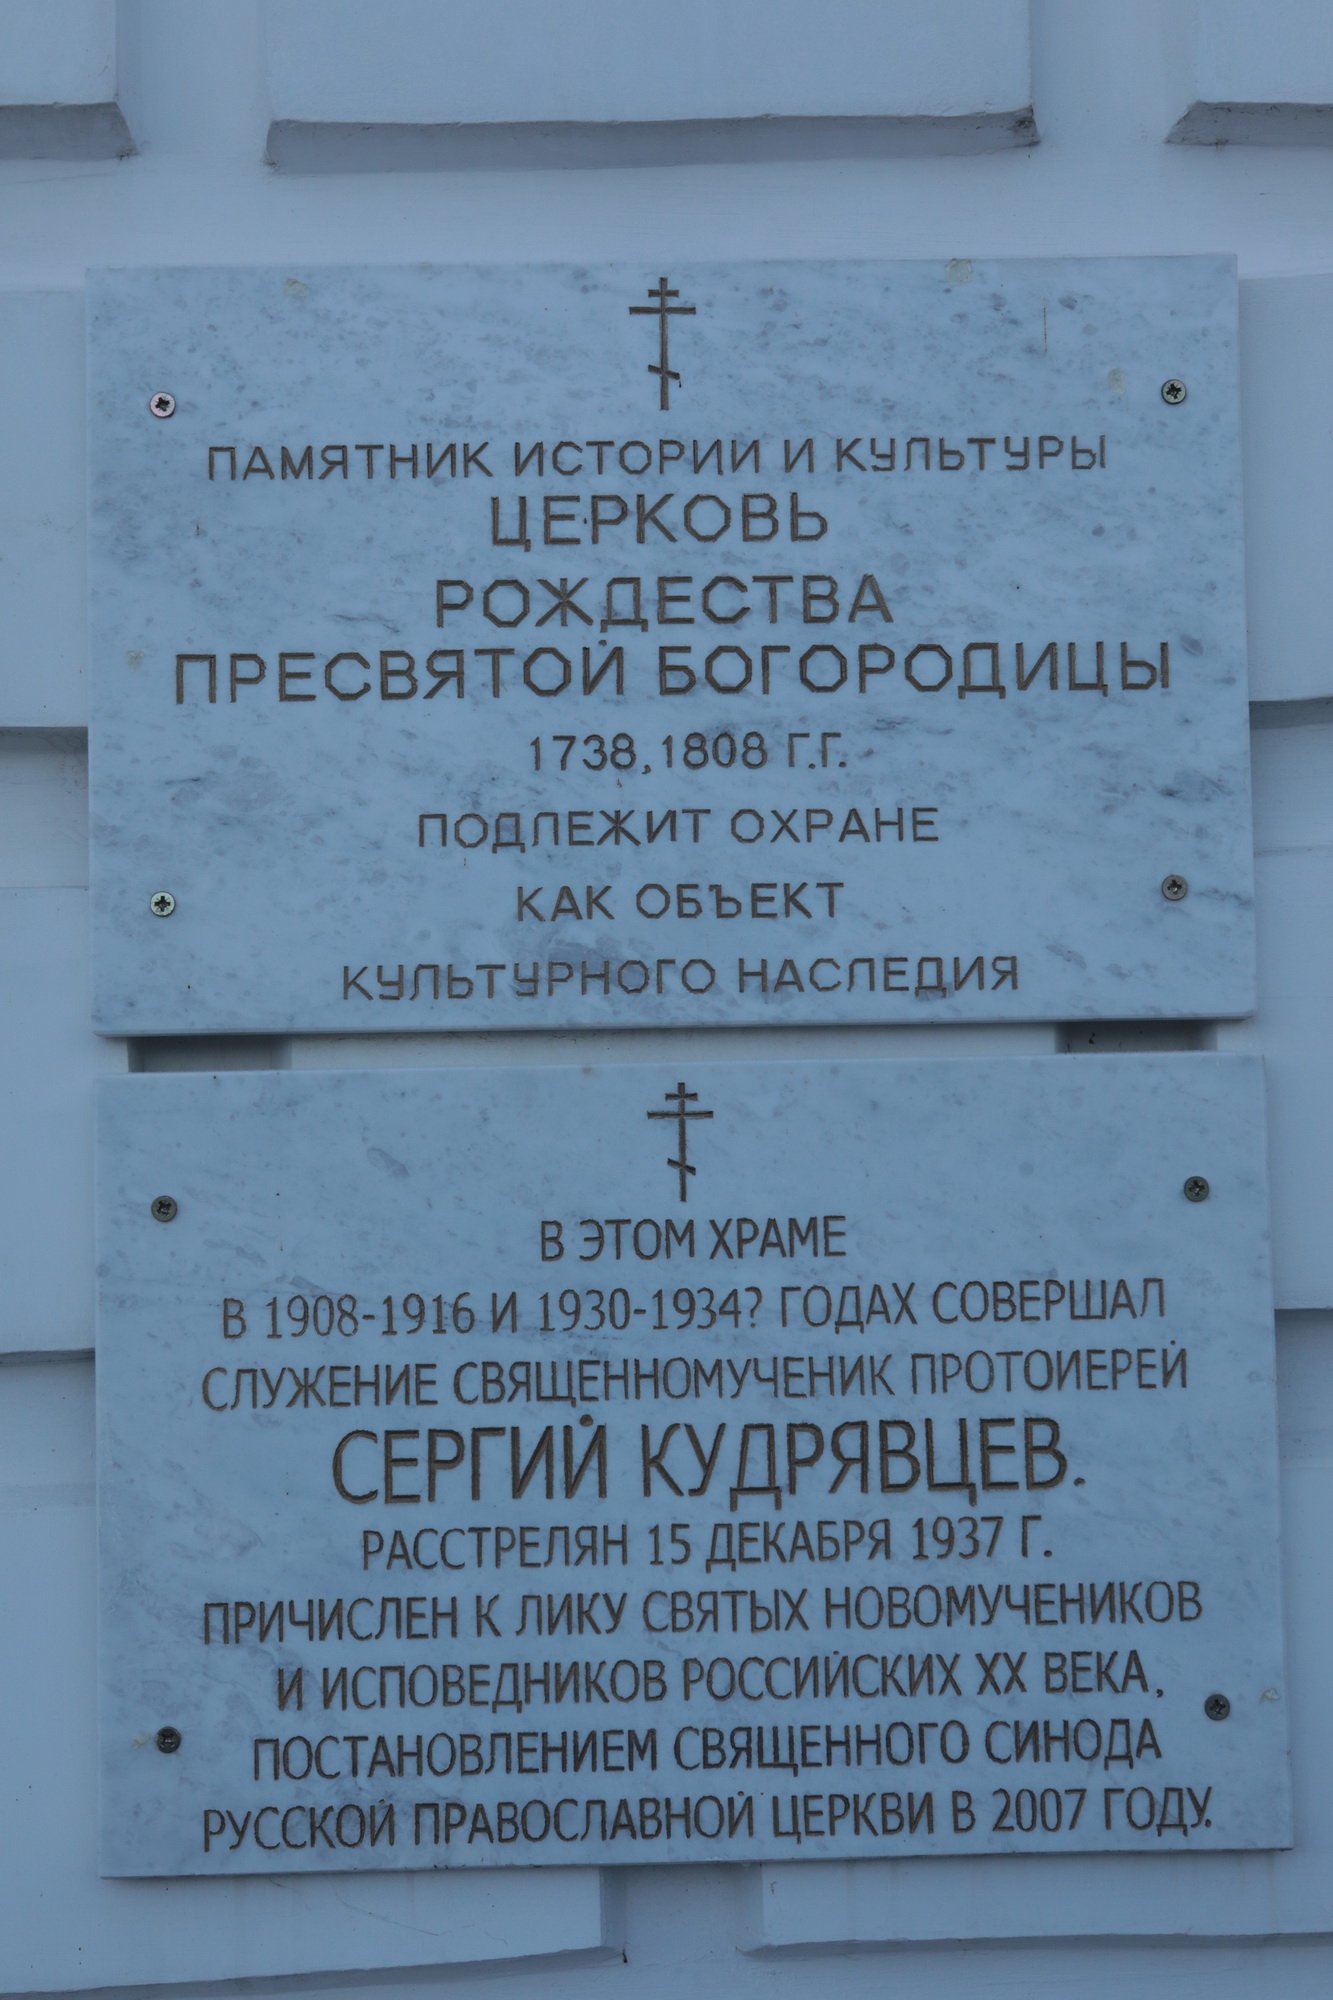 ПАМЯТНИК ИСТОРИИ И КУЛЬТУРЫ
ЦЕРКОВЬ
РОЖДЕСТВА
ПРЕСВЯТОЙ БОГОРОДИЦЫ
1738, 1808 Г.Г.
ПОДЛЕЖИТ ОХРАНЕ
КАК ОБЪЕКТ
КУЛЬТУРНОГО НАСЛЕДИЯ
В ЭТОМ ХРАМЕ
В 1908-1916 И 1930-1934? ГОДАХ СОВЕРШАЛ
СЛУЖЕНИЕ СВЯЩЕННОМУЧЕНИК ПРОТОИЕРЕЙ
СЕРГИЙ КУДРЯВЦЕВ.
РАССТРЕЛЯН 15 ДЕКАБРЯ 1937 Г.
ПРИЧИСЛЕН К ЛИКУ СВЯТЫХ НОВОМУЧЕНИКОВ
И ИСПОВЕДНИКОВ РОССИЙСКИХ XX ВЕКА,
ПОСТАНОВЛЕНИЕМ СВЯЩЕННОГО СИНОДА
РУССКОЙ ПРАВОСЛАВНОЙ ЦЕРКВИ В 2007 ГОДУ.